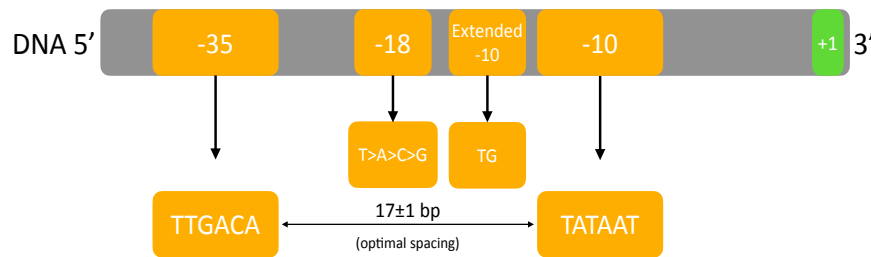 DNA 5’
-35
-18
Extended
-10
-10
+1
3’
T>A>C>G
TG
TTGACA
17±1 bp
(optimal spacing)
TATAAT